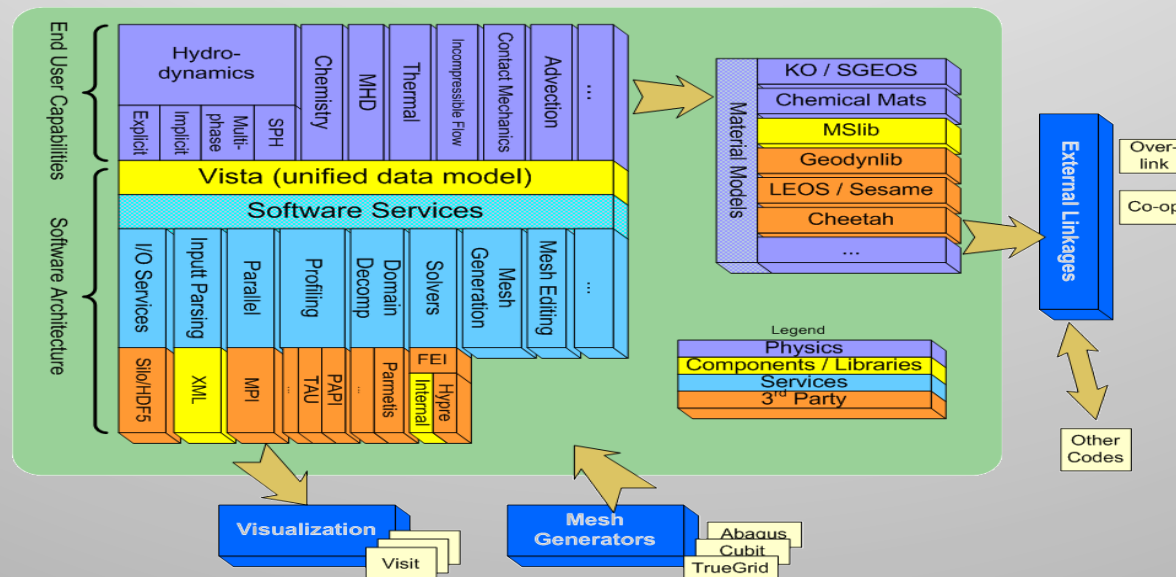 End User Capabilities
Software Architecture
Hydro-
dynamics
Explicit
Implicit
Multi-
phase
SPH
Chemistry
MHD
Thermal
Incompressible Flow
Contact Mechanics
Advection
...
Vista (unified data model)
Software Services
I/O Services
Inputt Parsing
Parallel
Profiling
Domain
Decomp
Solvers
Mesh
Generation
Mesh Editing
...
Silo/HDF5
XML
MPI
...
TAU
PAPI
...
Parmetis
FEI
Internal
Hypre
Material Models
KO / SGEOS
Chemical Mats
MSlib
Geodynlib
LEOS / Sesame
Cheetah
...
Legend
Physics
Components / Libraries
Services
3rd Party
External Linkages
Over-
link
Co-op
Other
Codes
Visualization
Visit
Mesh
Generators
Abaqus
Cubit
TrueGrid